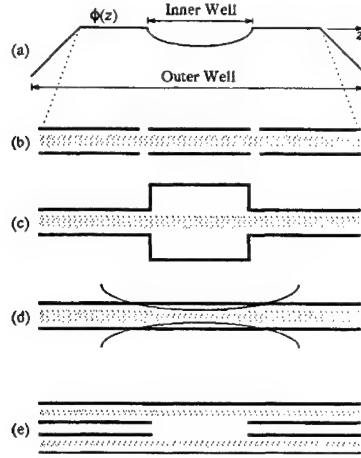 ϕ(z)
Inner Well
z
(a)
Outer Well
(b)
(c)
(d)
(e)